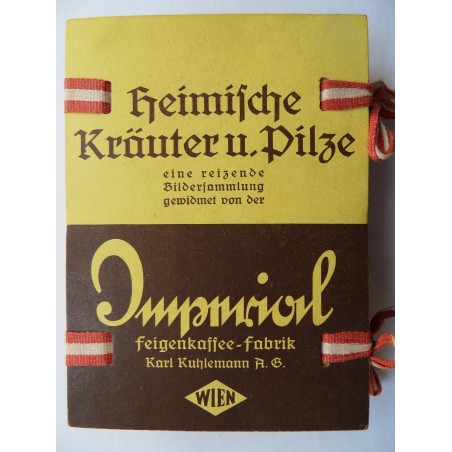 Heimische
Kräuter u. Pilze
eine reizende
Bildersammlung
gewidmet von der
Imperial
Feigenkaffee-Fabrik
Karl Kuhlemann A. G.
WIEN